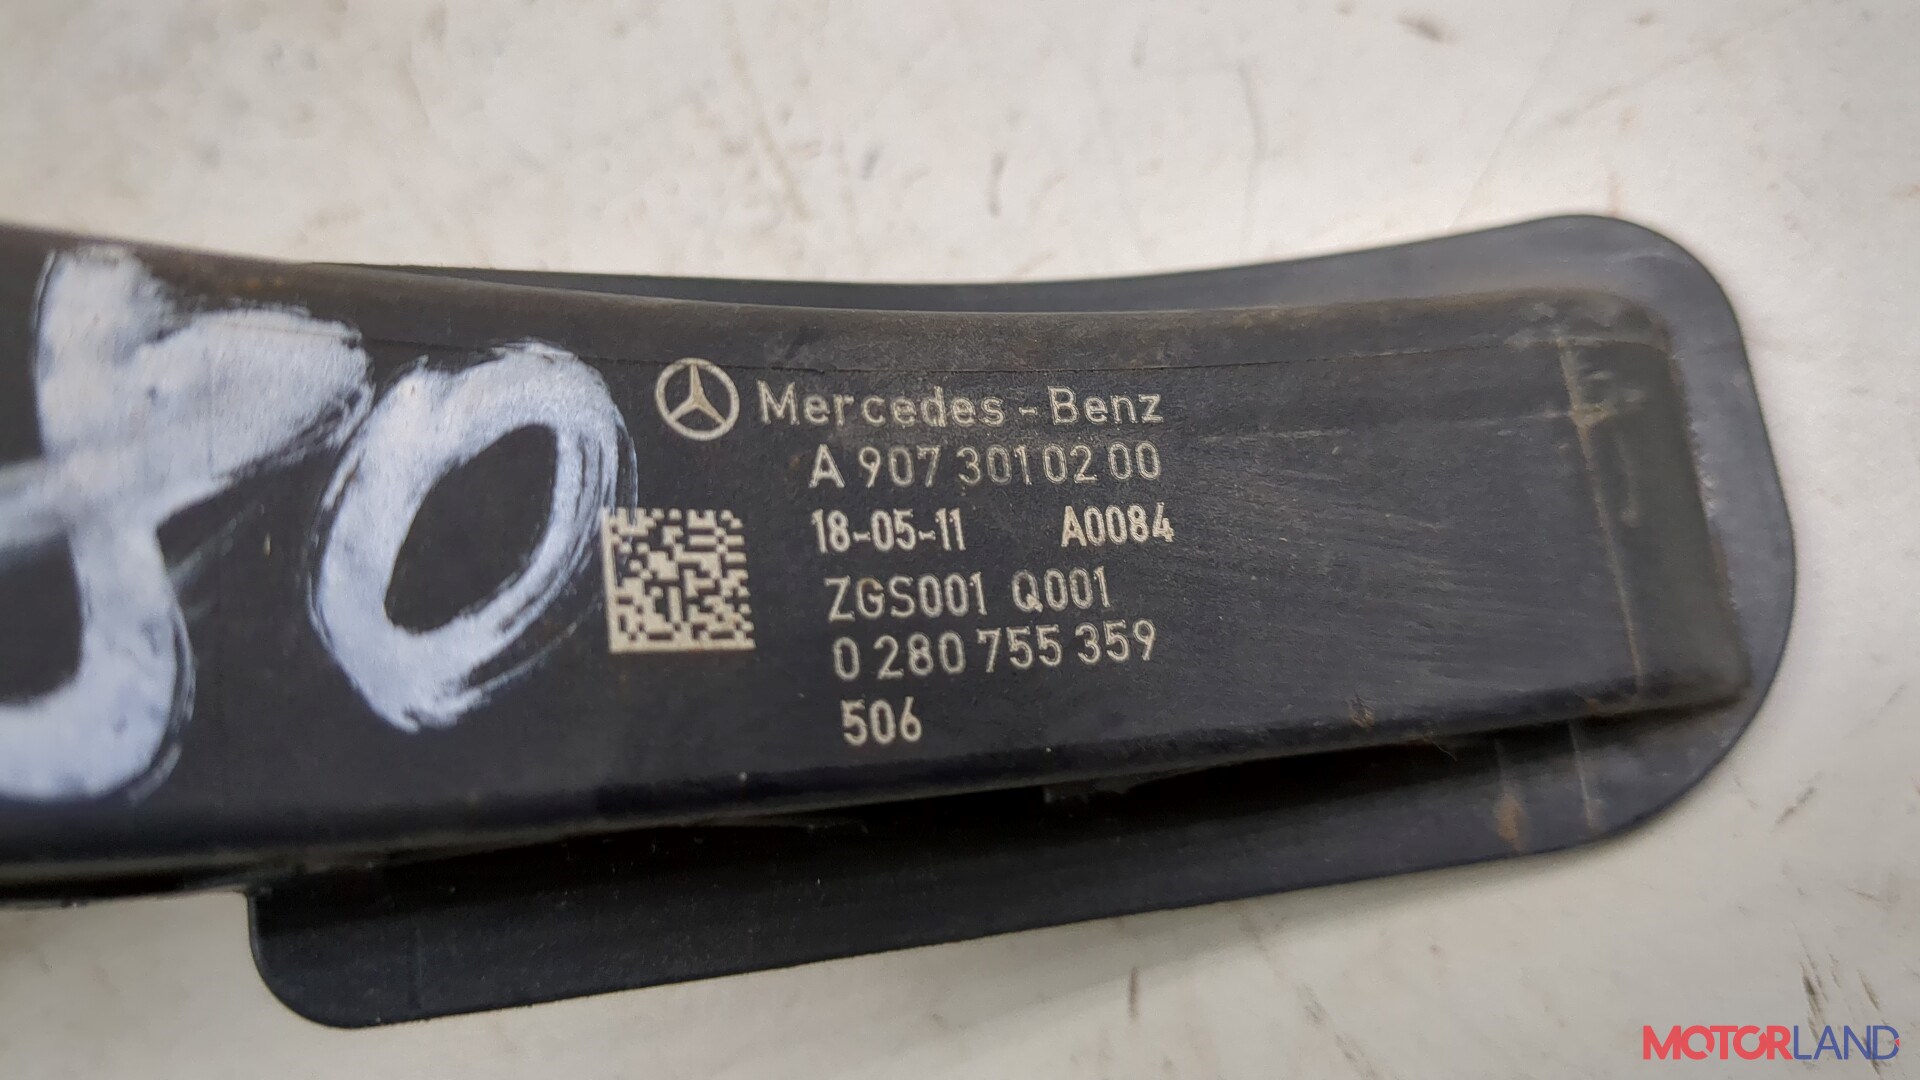 Mercedes-Benz
A 907 301 02 00
18-05-11 A0084
ZGS001 Q001
0 280 755 359
506
MOTORLAND